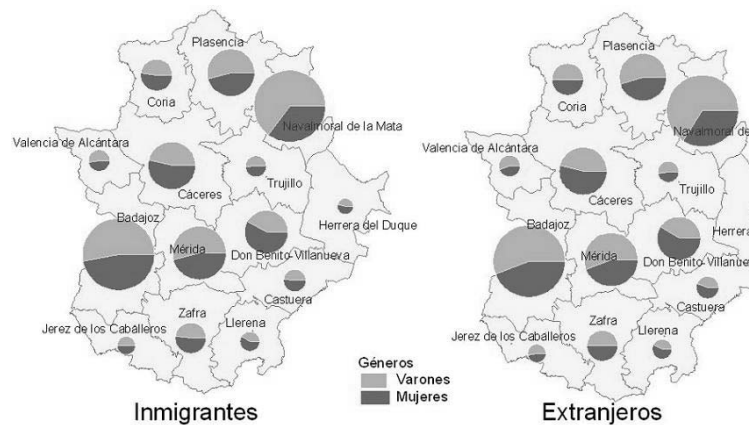 Plasencia
Coria
Navalmoral de la Mata
Valencia de Alcántara
Cáceres
Trujillo
Herrera del Duque
Badajoz
Mérida
Don Benito-Villanueva
Castuera
Jerez de los Caballeros
Zafra
Llerena
Inmigrantes
Géneros
Varones
Mujeres
Plasencia
Coria
Navalmoral de
Valencia de Alcántara
Cáceres
Trujillo
Herrera
Badajoz
Mérida
Don Benito-Villanueva
Castuera
Jerez de los Caballeros
Zafra
Llerena
Extranjeros